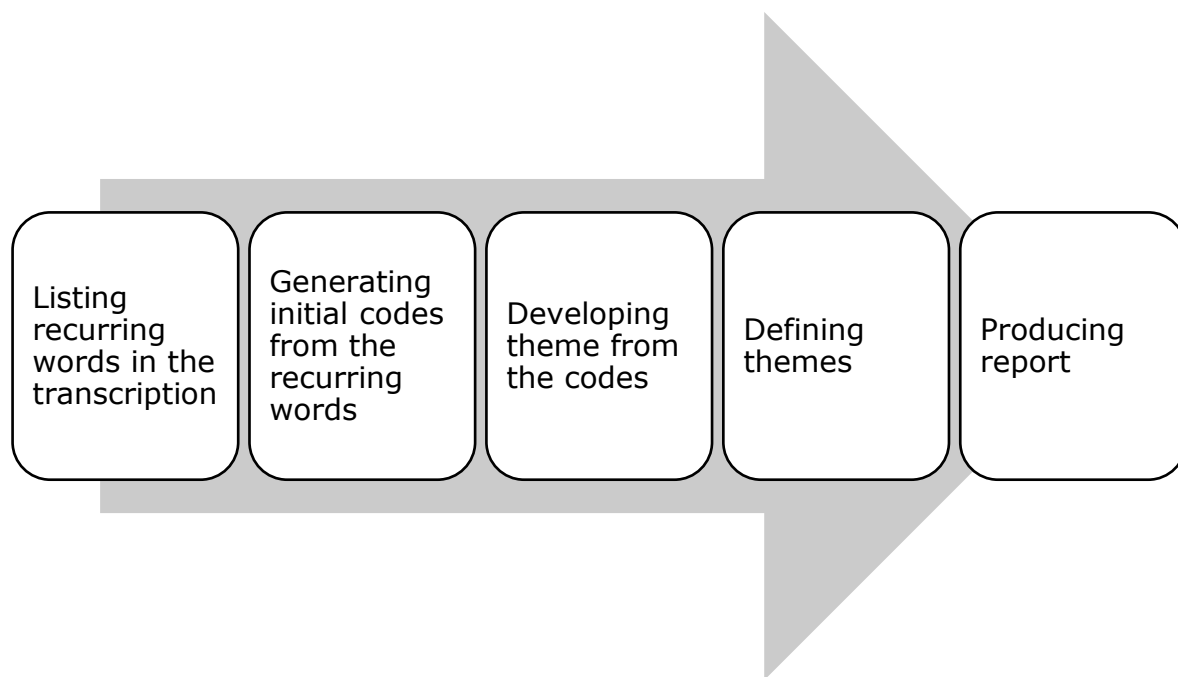 Listing
recurring
words in the
transcription
Generating
initial codes
from the
recurring
words
Developing
theme from
the codes
Defining
themes
Producing
report